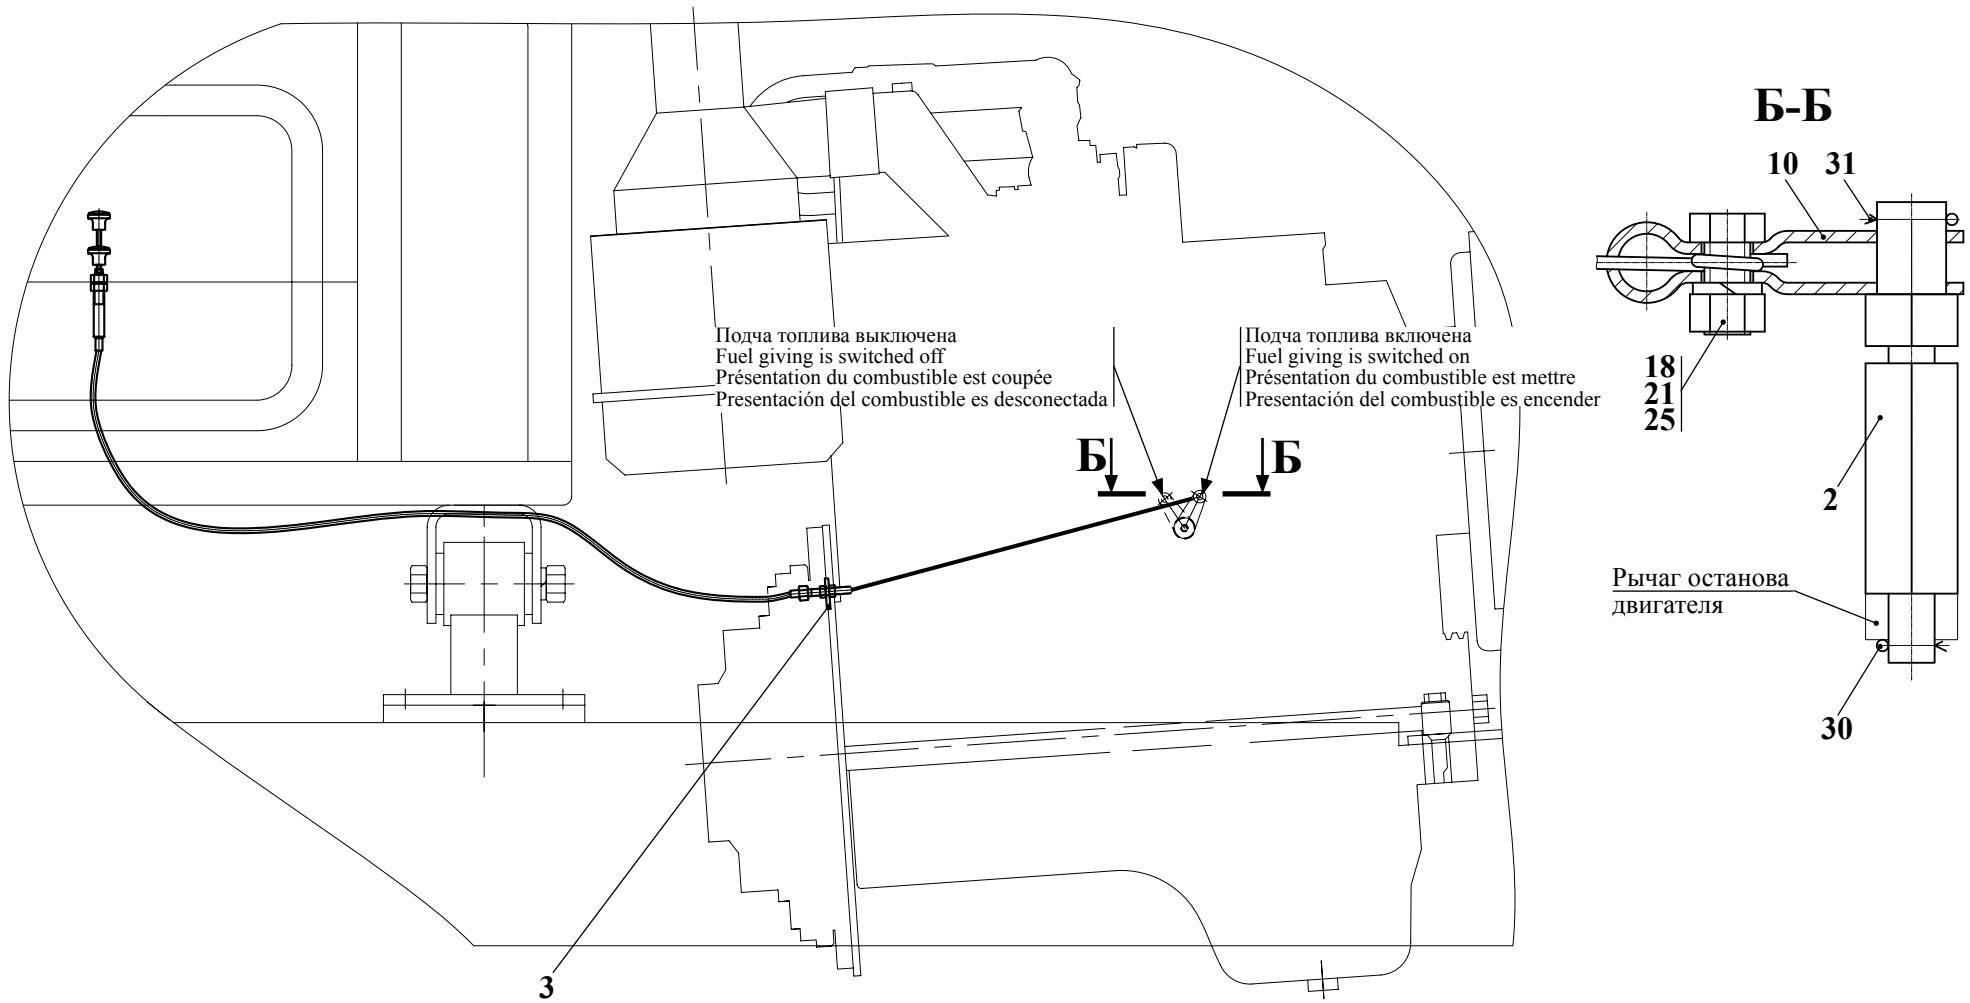 Б-Б
10 31
Подча топлива выключена
Fuel giving is switched off
Présentation du combustible est coupée
Presentación del combustible es desconectada
Подча топлива включена
Fuel giving is switched on
Présentation du combustible est mettre
Presentación del combustible es encender
18
21
25
Б Б
2
Рычаг останова
двигателя
30
3